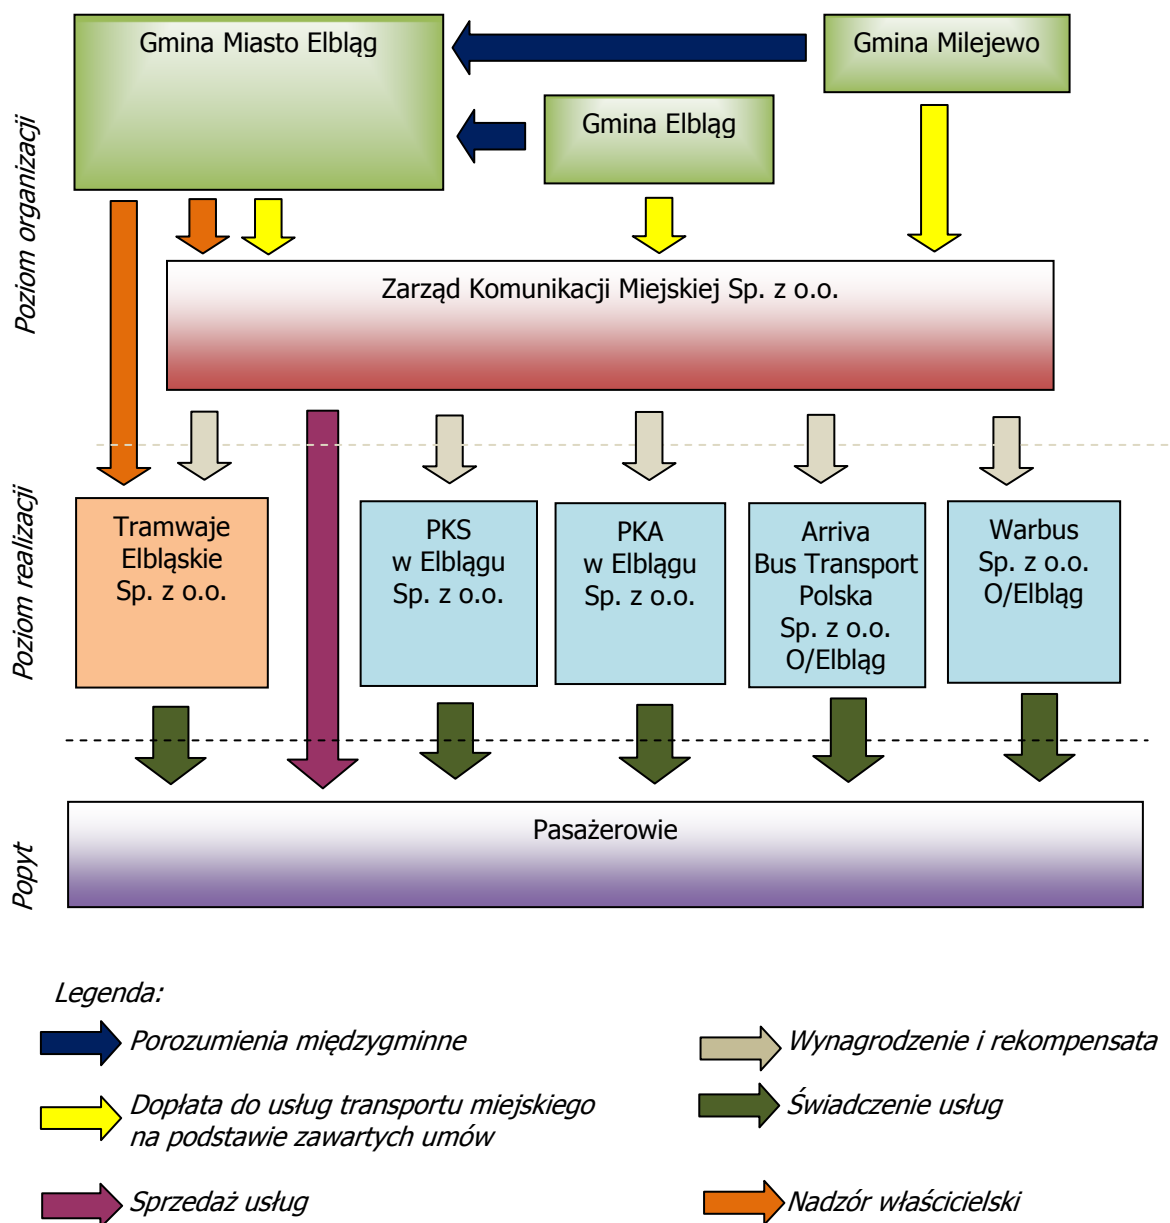 Gmina Miasto Elbląg
Gmina Milejewo
Gmina Elbląg
Poziom organizacji
Zarząd Komunikacji Miejskiej Sp. z o.o.
Poziom realizacji
Tramwaje
Elbląskie
Sp. z o.o.
PKS
w Elblągu
Sp. z o.o.
PKA
w Elblągu
Sp. z o.o.
Arriva
Bus Transport
Polska
Sp. z o.o.
O/Elbląg
Warbus
Sp. z o.o.
O/Elbląg
Popyt
Pasażerowie
Legenda:
Porozumienia międzygminne
Wynagrodzenie i rekompensata
Dopłata do usług transportu miejskiego
na podstawie zawartych umów
Świadczenie usług
Sprzedaż usług
Nadzór właścicielski